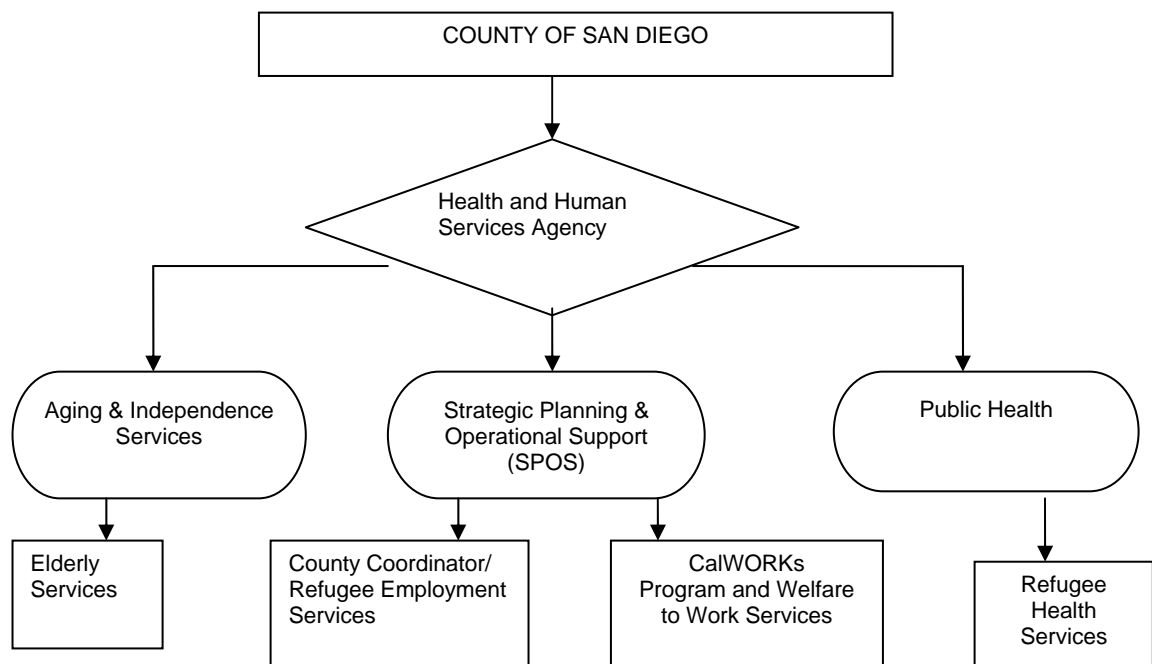 COUNTY OF SAN DIEGO
Health and Human
Services Agency
Aging & Independence
Services
Strategic Planning &
Operational Support
(SPOS)
Public Health
Elderly
Services
County Coordinator/
Refugee Employment
Services
CalWORKs
Program and Welfare
to Work Services
Refugee
Health
Services